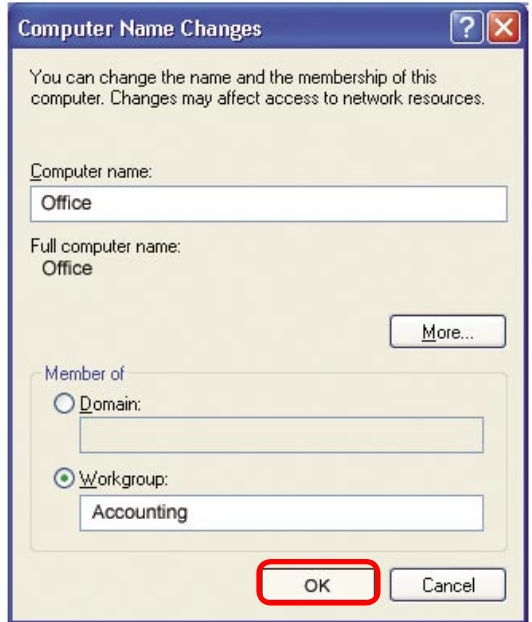 Computer Name Changes
?
You can change the name and the membership of this
computer. Changes may affect access to network resources.
Computer name:
Office
Full computer name:
Office
More...
Member of
Domain:
Workgroup:
Accounting
OK
Cancel